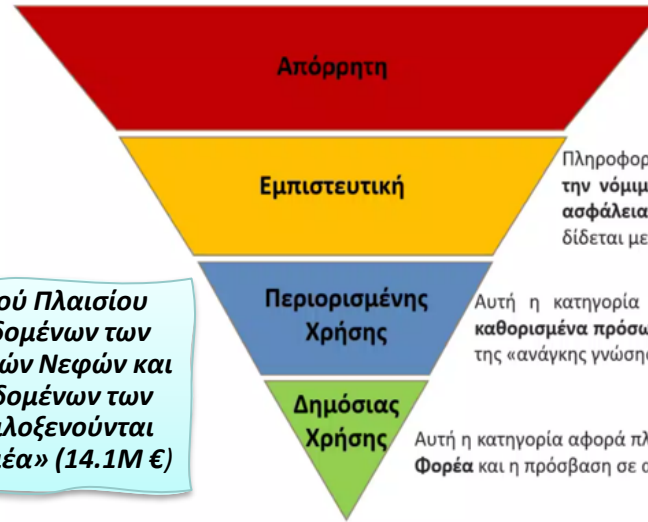 Απόρρητη
Εμπιστευτική
Πληροφορ
την νόμιμ
ασφάλεια
δίδεται με
Περιορισμένης
Χρήσης
Αυτή η κατηγορία
καθορισμένα πρόσω
της «ανάγκης γνώσης
Δημόσιας
Χρήσης
Αυτή η κατηγορία αφορά πλ
Φορέα και η πρόσβαση σε α
ού Πλαισίου
δομένων των
ών Νεφών και
δομένων των
ιλοξενούνται
έα» (14.1Μ €)